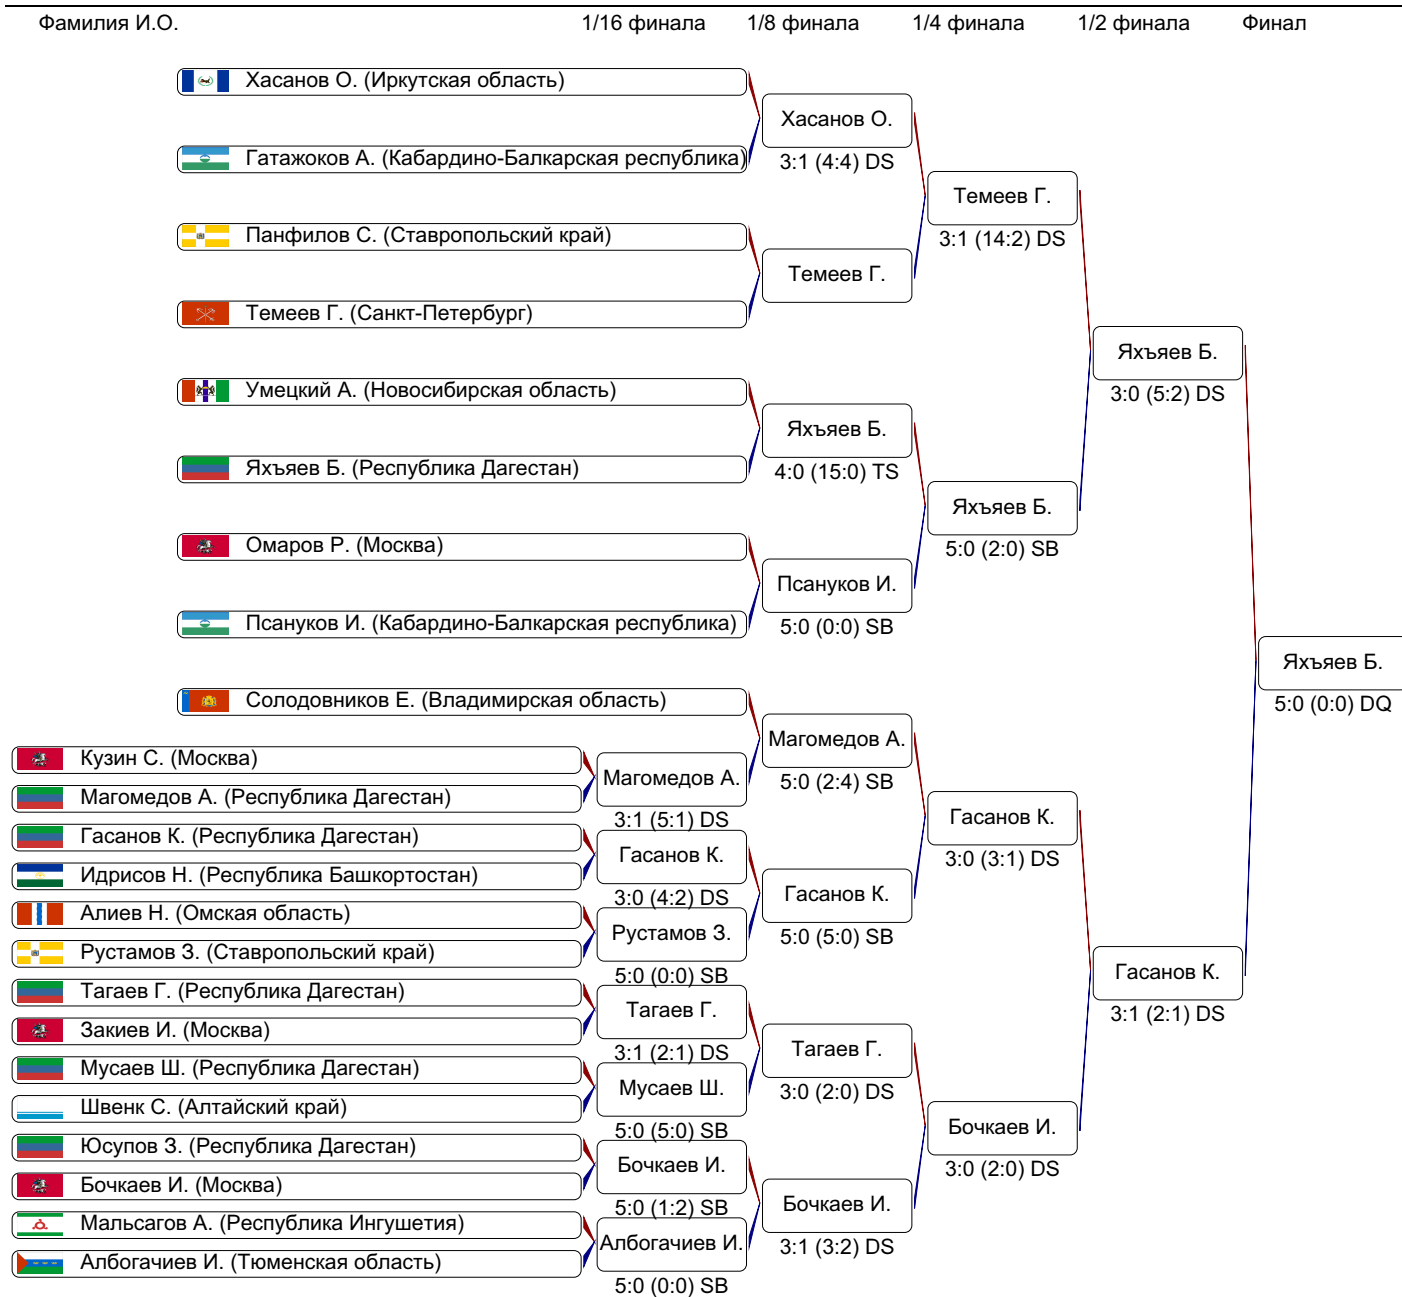 Фамилия И.О. 1/16 финала 1/8 финала 1/4 финала 1/2 финала Финал
Хасанов О. (Иркутская область)
Хасанов О.
Гатажоков А. (Кабардино-Балкарская республика)
3:1 (4:4) DS
Темеев Г.
Панфилов С. (Ставропольский край)
3:1 (14:2) DS
Темеев Г.
Темеев Г. (Санкт-Петербург)
Яхъяев Б.
Умецкий А. (Новосибирская область)
3:0 (5:2) DS
Яхъяев Б.
Яхъяев Б. (Республика Дагестан)
4:0 (15:0) TS
Яхъяев Б.
Омаров Р. (Москва)
5:0 (2:0) SB
Псануков И.
Псануков И. (Кабардино-Балкарская республика)
5:0 (0:0) SB
Яхъяев Б.
Солодовников Е. (Владимирская область)
5:0 (0:0) DQ
Магомедов А.
Кузин С. (Москва)
Магомедов А.
5:0 (2:4) SB
Магомедов А. (Республика Дагестан)
3:1 (5:1) DS
Гасанов К.
Гасанов К. (Республика Дагестан)
Гасанов К.
3:0 (3:1) DS
Идрисов Н. (Республика Башкортостан)
3:0 (4:2) DS
Гасанов К.
Алиев Н. (Омская область)
Рустамов З.
5:0 (5:0) SB
Рустамов З. (Ставропольский край)
5:0 (0:0) SB
Гасанов К.
Тагаев Г. (Республика Дагестан)
Тагаев Г.
3:1 (2:1) DS
Закиев И. (Москва)
3:1 (2:1) DS
Тагаев Г.
Мусаев Ш. (Республика Дагестан)
Мусаев Ш.
3:0 (2:0) DS
Швенк С. (Алтайский край)
5:0 (5:0) SB
Бочкаев И.
Юсупов З. (Республика Дагестан)
Бочкаев И.
3:0 (2:0) DS
Бочкаев И. (Москва)
5:0 (1:2) SB
Бочкаев И.
Мальсагов А. (Республика Ингушетия)
Албогачиев И.
3:1 (3:2) DS
Албогачиев И. (Тюменская область)
5:0 (0:0) SB